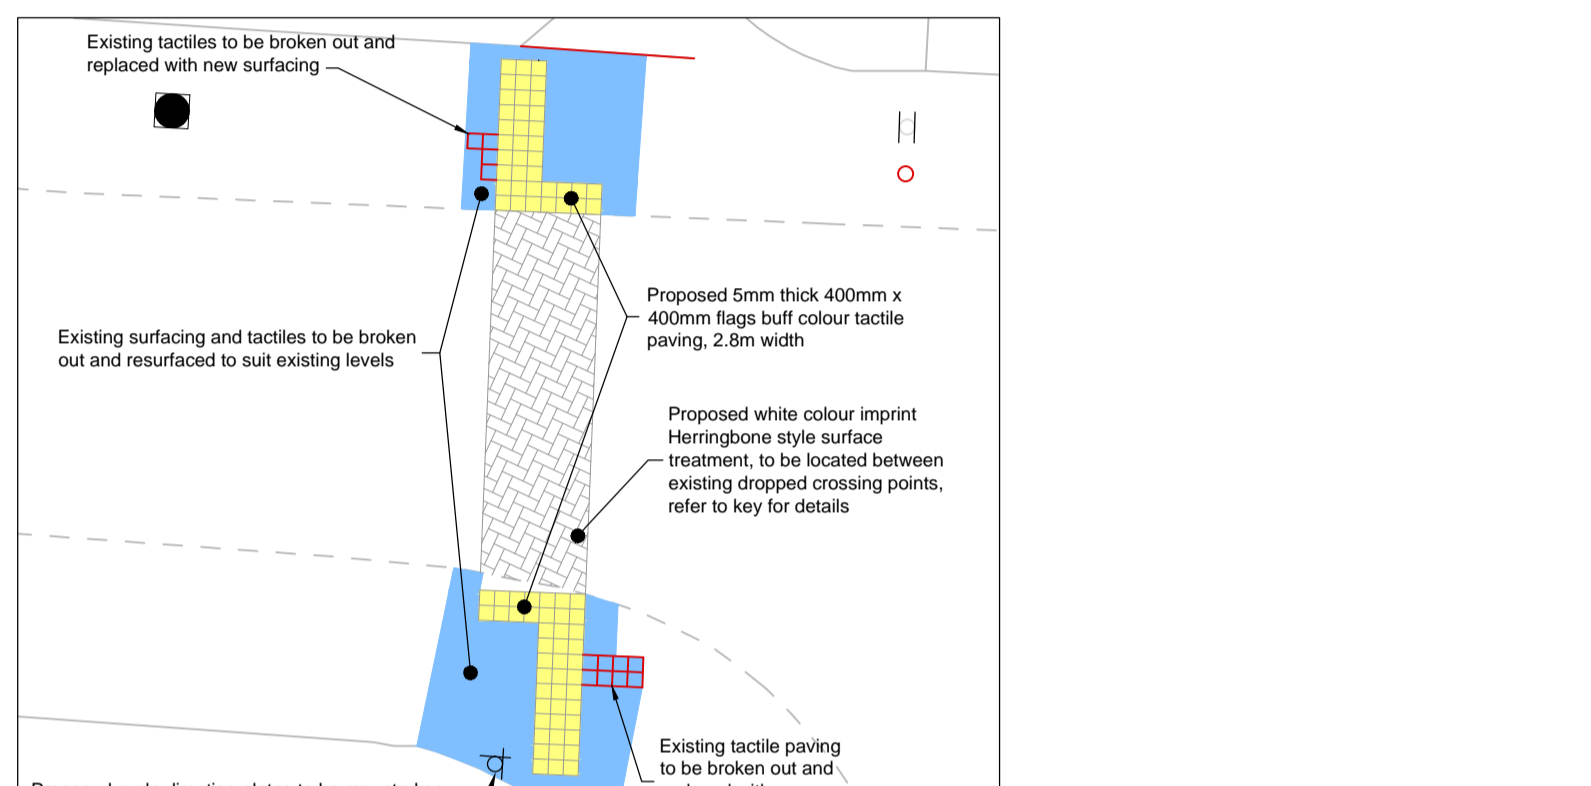 Existing tactiles to be broken out and
replaced with new surfacing
Proposed 5mm thick 400mm x
400mm flags buff colour tactile
paving, 2.8m width
Existing surfacing and tactiles to be broken
out and resurfaced to suit existing levels
Proposed white colour imprint
Herringbone style surface
treatment, to be located between
existing dropped crossing points,
refer to key for details
Existing tactile paving
to be broken out and